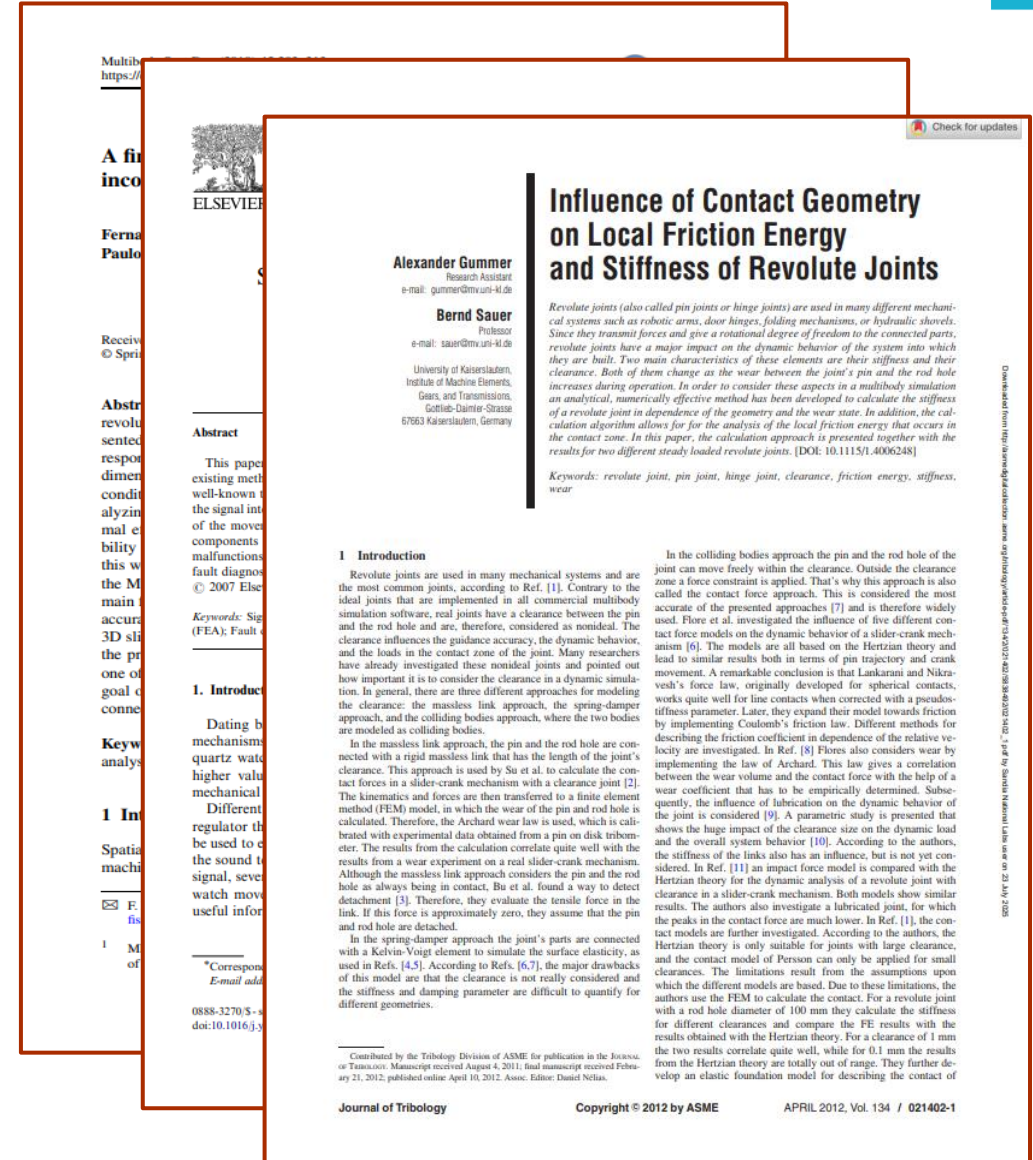 Multib
https://
A fi
inco
Ferna
Paulo
Receiv
© Spri
Abstr
revolu
sented
respon
dimen
condit
alyzin
mal e
bility
this w
the M
main
accura
3D sli
the pr
one of
goal o
conne
Keyw
analys
1 Int
Spatia
machi
F.
fis
1
M
of
ELSEVIER
S
Abstract
This paper
existing meth
well-known t
the signal int
of the movem
components
malfunctions
fault diagnos
© 2007 Else
Keywords: Sig
(FEA); Fault
1. Introduct
Dating b
mechanisms
quartz watc
higher valu
mechanical
Different
regulator th
be used to e
the sound t
signal, seve
watch move
useful infor
*Correspond
E-mail add
0888-3270/$ - s
doi:10.1016/j.y
Check for updates
Influence of Contact Geometry
on Local Friction Energy
and Stiffness of Revolute Joints
Alexander Gummer
Research Assistant
e-mail: gummer@mv.uni-kl.de
Bernd Sauer
Professor
e-mail: sauer@mv.uni-kl.de
University of Kaiserslautern,
Institute of Machine Elements,
Gears, and Transmissions,
Gottlieb-Daimler-Strasse
67663 Kaiserslautern, Germany
Revolute joints (also called pin joints or hinge joints) are used in many different mechani-
cal systems such as robotic arms, door hinges, folding mechanisms, or hydraulic shovels.
Since they transmit forces and give a rotational degree of freedom to the connected parts,
revolute joints have a major impact on the dynamic behavior of the system into which
they are built. Two main characteristics of these elements are their stiffness and their
clearance. Both of them change as the wear between the joint's pin and the rod hole
increases during operation. In order to consider these aspects in a multibody simulation
an analytical, numerically effective method has been developed to calculate the stiffness
of a revolute joint in dependence of the geometry and the wear state. In addition, the cal-
culation algorithm allows for for the analysis of the local friction energy that occurs in
the contact zone. In this paper, the calculation approach is presented together with the
results for two different steady loaded revolute joints. [DOI: 10.1115/1.4006248]
Keywords: revolute joint, pin joint, hinge joint, clearance, friction energy, stiffness,
wear
1 Introduction
Revolute joints are used in many mechanical systems and are
the most common joints, according to Ref. [1]. Contrary to the
ideal joints that are implemented in all commercial multibody
simulation software, real joints have a clearance between the pin
and the rod hole and are, therefore, considered as nonideal. The
clearance influences the guidance accuracy, the dynamic behavior,
and the loads in the contact zone of the joint. Many researchers
have already investigated these nonideal joints and pointed out
how important it is to consider the clearance in a dynamic simula-
tion. In general, there are three different approaches for modeling
the clearance: the massless link approach, the spring-damper
approach, and the colliding bodies approach, where the two bodies
are modeled as colliding bodies.
In the massless link approach, the pin and the rod hole are con-
nected with a rigid massless link that has the length of the joint's
clearance. This approach is used by Su et al. to calculate the con-
tact forces in a slider-crank mechanism with a clearance joint [2].
The kinematics and forces are then transferred to a finite element
method (FEM) model, in which the weat of the pin and rod hole is
calculated. Therefore, the Archard wear law is used, which is cali-
brated with experimental data obtained from a pin on disk tribom-
eter. The results from the calculation correlate quite well with the
results from a wear experiment on a real slider-crank mechanism.
Although the massless link approach considers the pin and the rod
hole as always being in contact, Bu et al. found a way to detect
detachment [3]. Therefore, they evaluate the tensile force in the
link. If this force is approximately zero, they assume that the pin
and rod hole are detached.
In the spring-damper approach the joint's parts are connected
with a Kelvin-Voigt element to simulate the surface elasticity, as
used in Refs. [4,5]. According to Refs. [6,7], the major drawbacks
of this model are that the clearance is not really considered and
the stiffness and damping parameter are difficult to quantify for
different geometries.
Contributed by the Tribology Division of ASME for publication in the JOURNAL
OF TRIBOLOGY. Manuscript received August 4, 2011; final manuscript received Febru-
ary 21, 2012; published online April 10, 2012. Assoc. Editor: Daniel Nélias.
In the colliding bodies approach the pin and the rod hole of the
joint can move freely within the clearance. Outside the clearance
zone a force constraint is applied. That's why this approach is also
called the contact force approach. This is considered the most
accurate of the presented approaches [7] and is therefore widely
used. Flore et al. investigated the influence of five different con-
tact force models on the dynamic behavior of a slider-crank mech-
anism [6]. The models are all based on the Hertzian theory and
lead to similar results both in terms of pin trajectory and crank
movement. A remarkable conclusion is that Lankarani and Nikra-
vesh's force law, originally developed for spherical contacts,
works quite well for line contacts when corrected with a pseudos-
tiffness parameter. Later, they expand their model towards friction
by implementing Coulomb's friction law. Different methods for
describing the friction coefficient in dependence of the relative ve-
locity are investigated. In Ref. [8] Flores also considers wear by
implementing the law of Archard. This law gives a correlation
between the wear volume and the contact force with the help of a
wear coefficient that has to be empirically determined. Subse-
quently, the influence of lubrication on the dynamic behavior of
the joint is considered [9]. A parametric study is presented that
shows the huge impact of the clearance size on the dynamic load
and the overall system behavior [10]. According to the authors,
the stiffness of the links also has an influence, but is not yet con-
sidered. In Ref. [11] an impact force model is compared with the
Hertzian theory for the dynamic analysis of a revolute joint with
clearance in a slider-crank mechanism. Both models show similar
results. The authors also investigate a lubricated joint, for which
the peaks in the contact force are much lower. In Ref. [1], the con-
tact models are further investigated. According to the authors, the
Hertzian theory is only suitable for joints with large clearance,
and the contact model of Persson can only be applied for small
clearances. The limitations result from the assumptions upon
which the different models are based. Due to these limitations, the
authors use the FEM to calculate the contact. For a revolute joint
with a rod hole diameter of 100 mm they calculate the stiffness
for different clearances and compare the FE results with the
results obtained with the Hertzian theory. For a clearance of 1 mm
the two results correlate quite well, while for 0.1 mm the results
from the Hertzian theory are totally out of range. They further de-
velop an elastic foundation model for describing the contact of
Journal of Tribology
Copyright © 2012 by ASME
APRIL 2012, Vol. 134 / 021402-1
by Sandia National Labs user on 23 July 2025